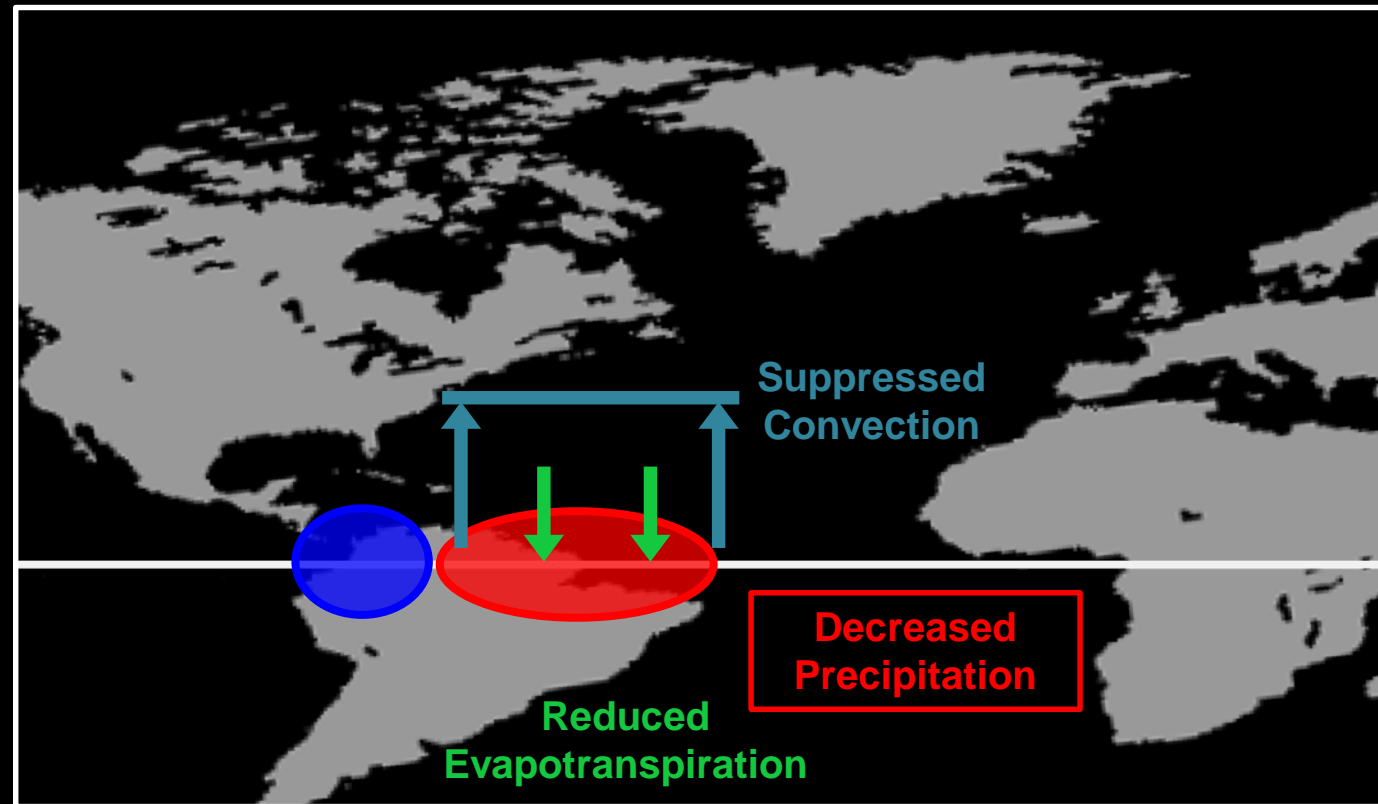 Suppressed
Convection
Decreased
Precipitation
Reduced
Evapotranspiration